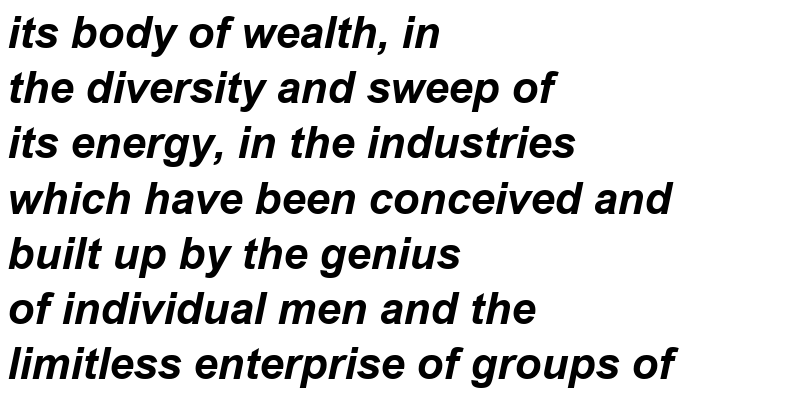 its body of wealth, in
the diversity and sweep of
its energy, in the industries
which have been conceived and
built up by the genius
of individual men and the
limitless enterprise of groups of